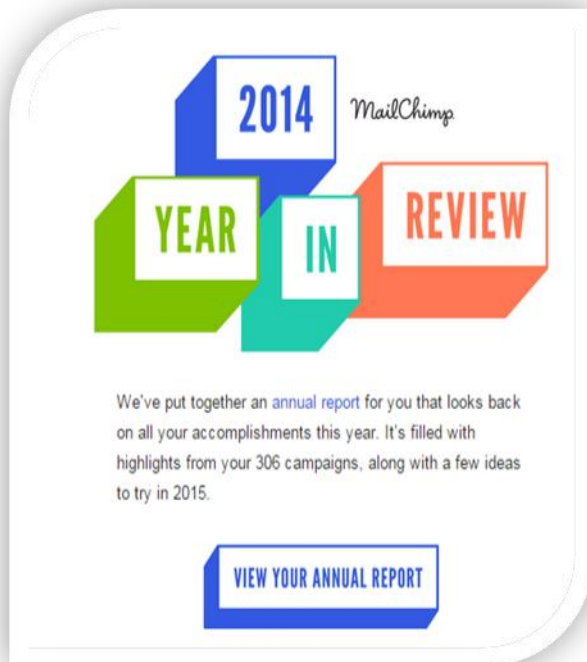 2014
MailChimp
YEAR
IN
REVIEW
We've put together an annual report for you that looks back
on all your accomplishments this year. It's filled with
highlights from your 306 campaigns, along with a few ideas
to try in 2015.
VIEW YOUR ANNUAL REPORT